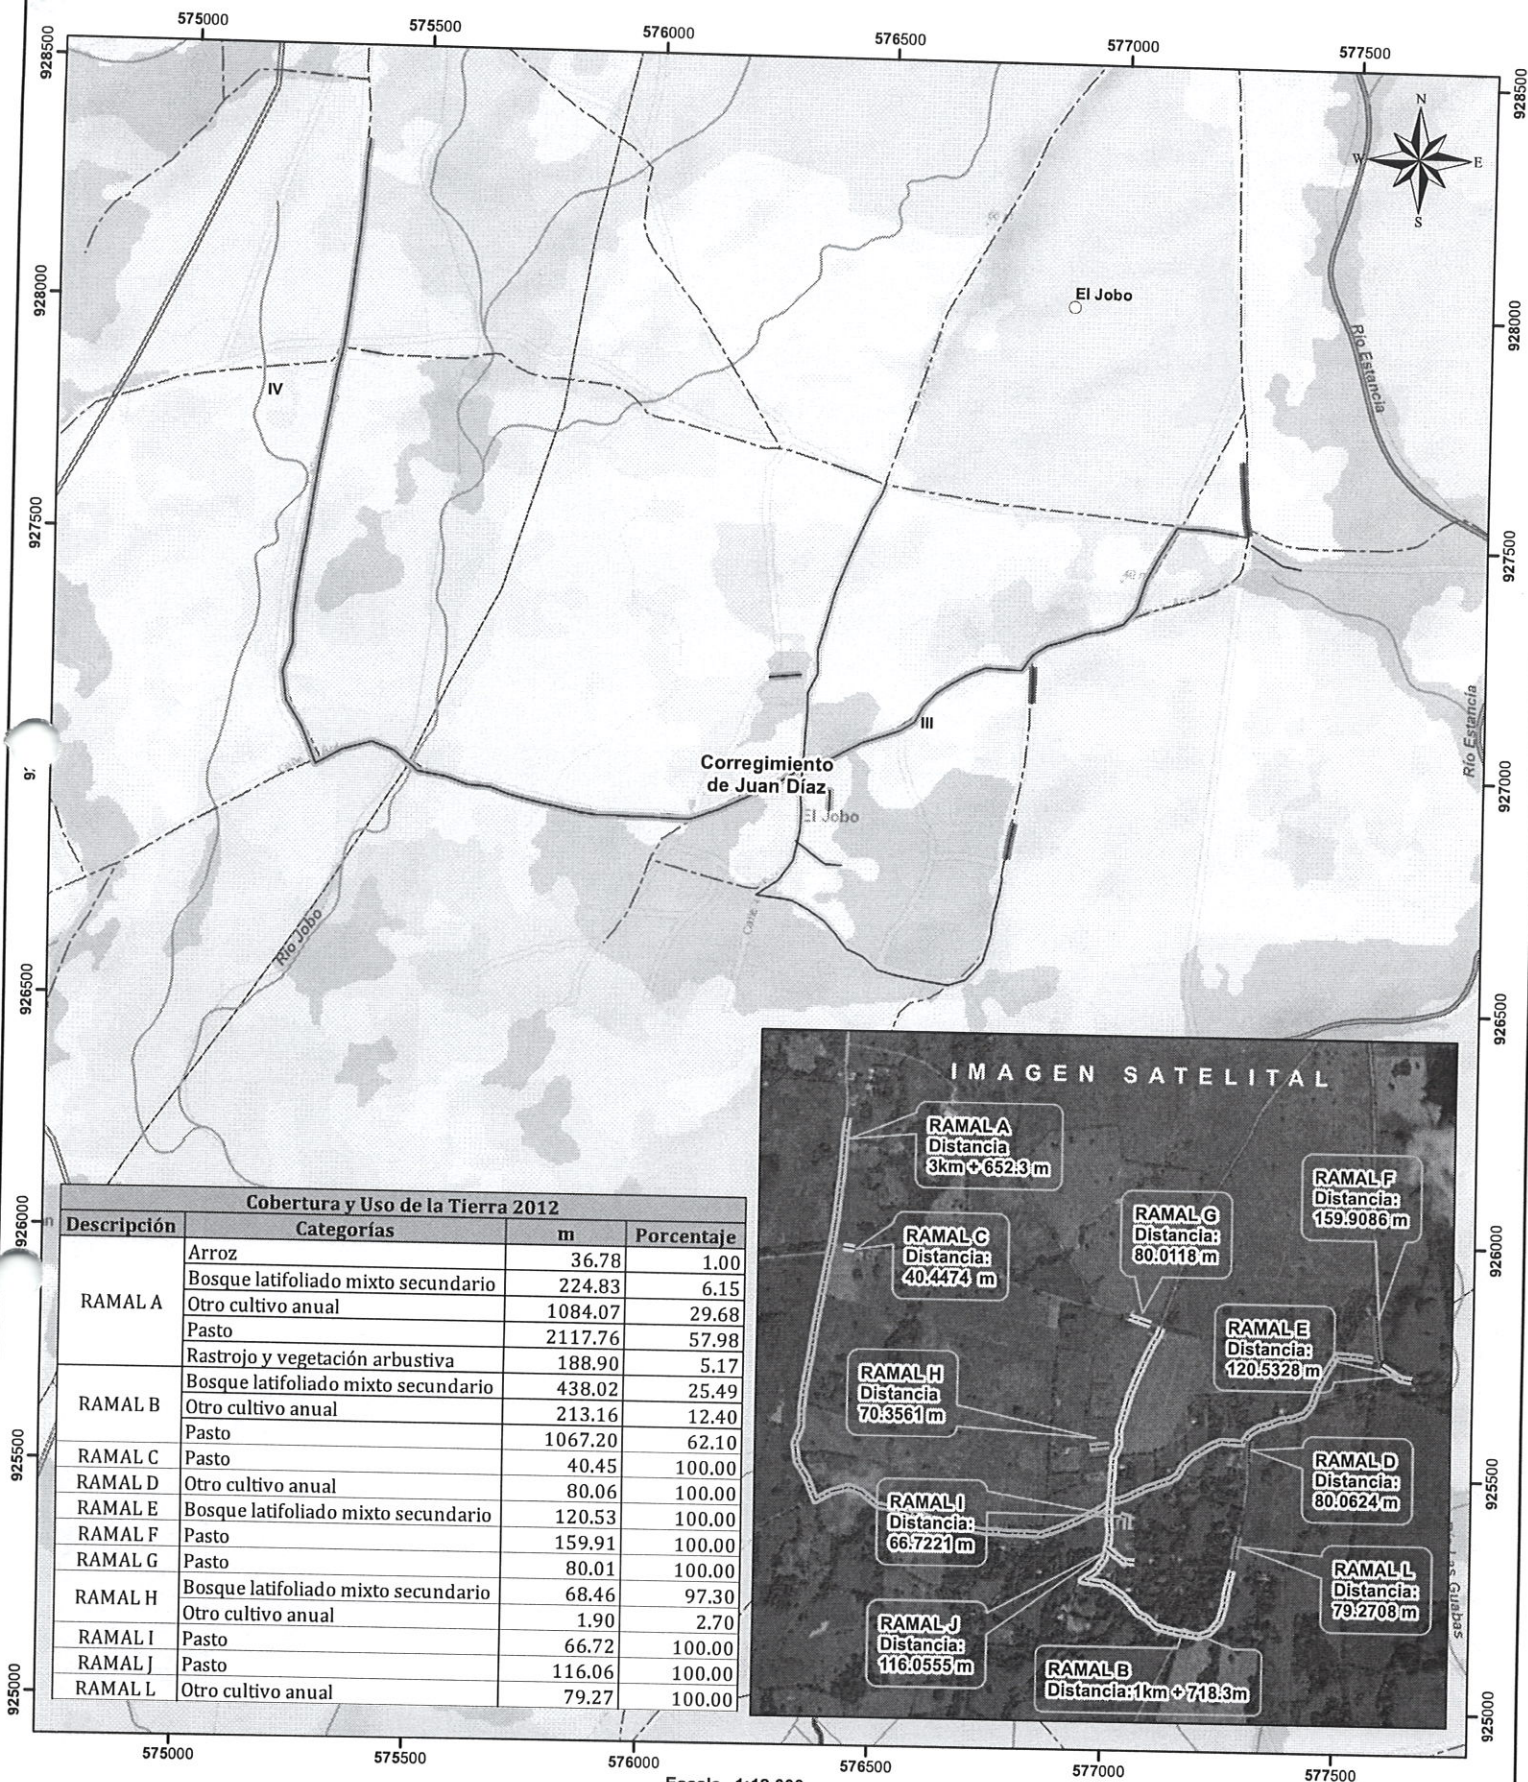 575000
575500
576000
576500
577000
577500
928500
928500
N
W
E
S
El Jobo
928000
928000
Río Estancia
IV
927500
927500
III
Río Estancia
Corregimiento
de Juan Díaz
El Jobo
927000
Río Jobo
926500
926500
IMAGEN SATELITAL
RAMAL A
Distancia
3km + 652.3 m
RAMAL F
Distancia:
159.9086 m
RAMAL G
Distancia:
80.0118 m
RAMAL C
Distancia:
40.4474 m
RAMAL E
Distancia:
120.5328 m
RAMAL H
Distancia
70.3561 m
RAMAL D
Distancia:
80.0624 m
RAMAL I
Distancia:
66.7221 m
RAMAL L
Distancia:
79.2708 m
RAMAL J
Distancia:
116.0555 m
RAMAL B
Distancia:1km + 718.3m
926000
926000
925500
925500
925000
925000
Guabas
Cobertura y Uso de la Tierra 2012
Descripción Categorías m Porcentaje
RAMAL A Arroz 36.78 1.00
Bosque latifoliado mixto secundario 224.83 6.15
Otro cultivo anual 1084.07 29.68
Pasto 2117.76 57.98
Rastrojo y vegetación arbustiva 188.90 5.17
RAMAL B Bosque latifoliado mixto secundario 438.02 25.49
Otro cultivo anual 213.16 12.40
Pasto 1067.20 62.10
RAMAL C Pasto 40.45 100.00
RAMAL D Otro cultivo anual 80.06 100.00
RAMAL E Bosque latifoliado mixto secundario 120.53 100.00
RAMAL F Pasto 159.91 100.00
RAMAL G Pasto 80.01 100.00
RAMAL H Bosque latifoliado mixto secundario 68.46 97.30
Otro cultivo anual 1.90 2.70
RAMAL I Pasto 66.72 100.00
RAMAL J Pasto 116.06 100.00
RAMAL L Otro cultivo anual 79.27 100.00
575000
575500
576000
576500
577000
577500